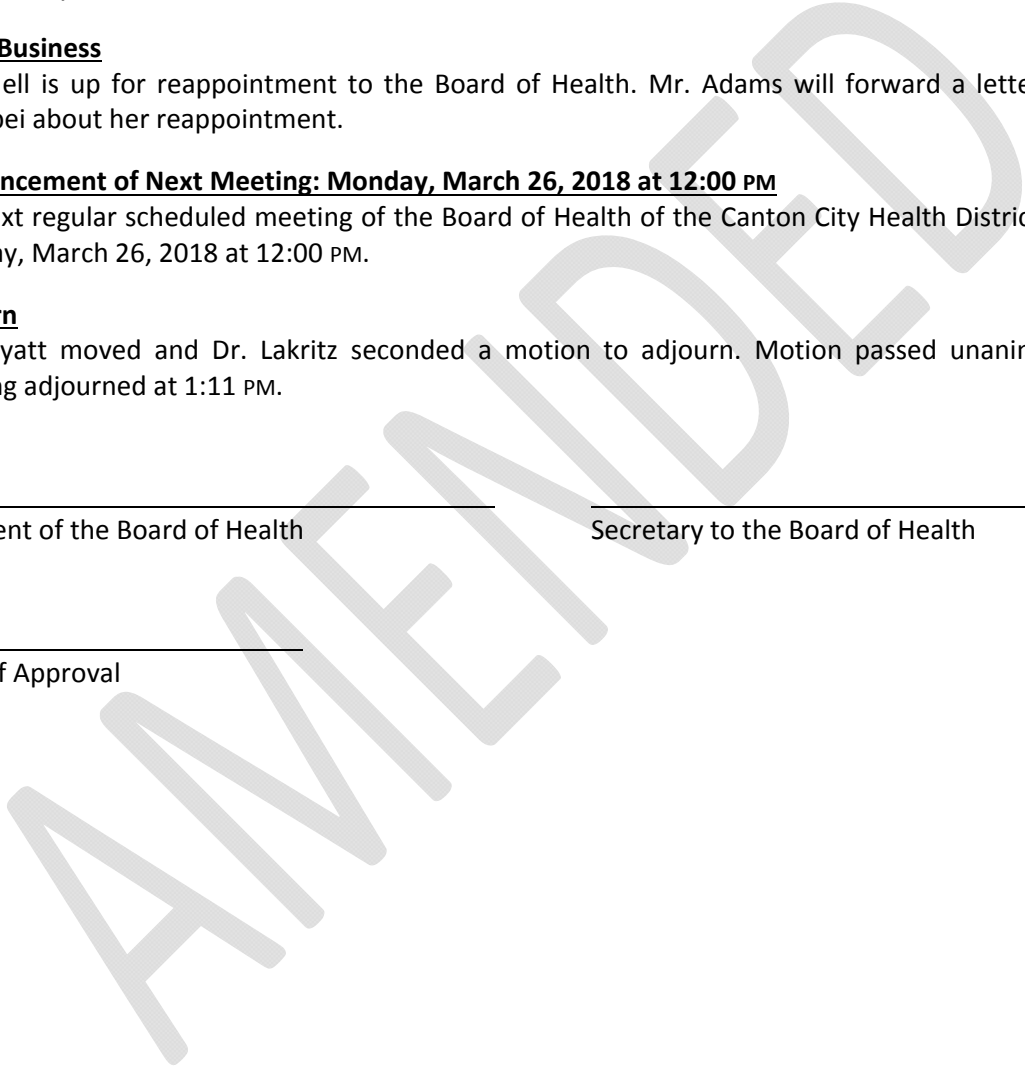 Business
ell is up for reappointment to the Board of Health. Mr. Adams will forward a lette
bei about her reappointment.
ncement of Next Meeting: Monday, March 26, 2018 at 12:00 PM
xt regular scheduled meeting of the Board of Health of the Canton City Health Distric
ay, March 26, 2018 at 12:00 PM.
rn
yatt moved and Dr. Lakritz seconded a motion to adjourn. Motion passed unanim
ng adjourned at 1:11 PM.
ent of the Board of Health
Secretary to the Board of Health
f Approval
AMENDED